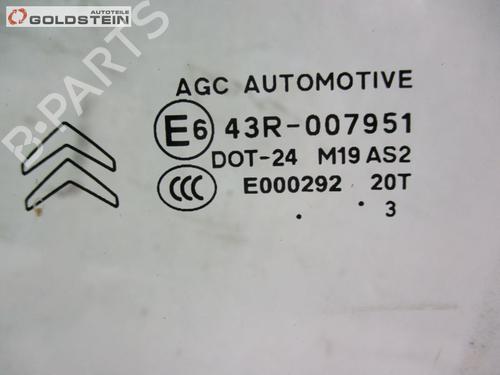 AUTOTEILE
GOLDSTEIN
B-PARTS
AGC AUTOMOTIVE
E6 43R-007951
DOT-24 M19 AS2
CCC E000292 20T
. . 3